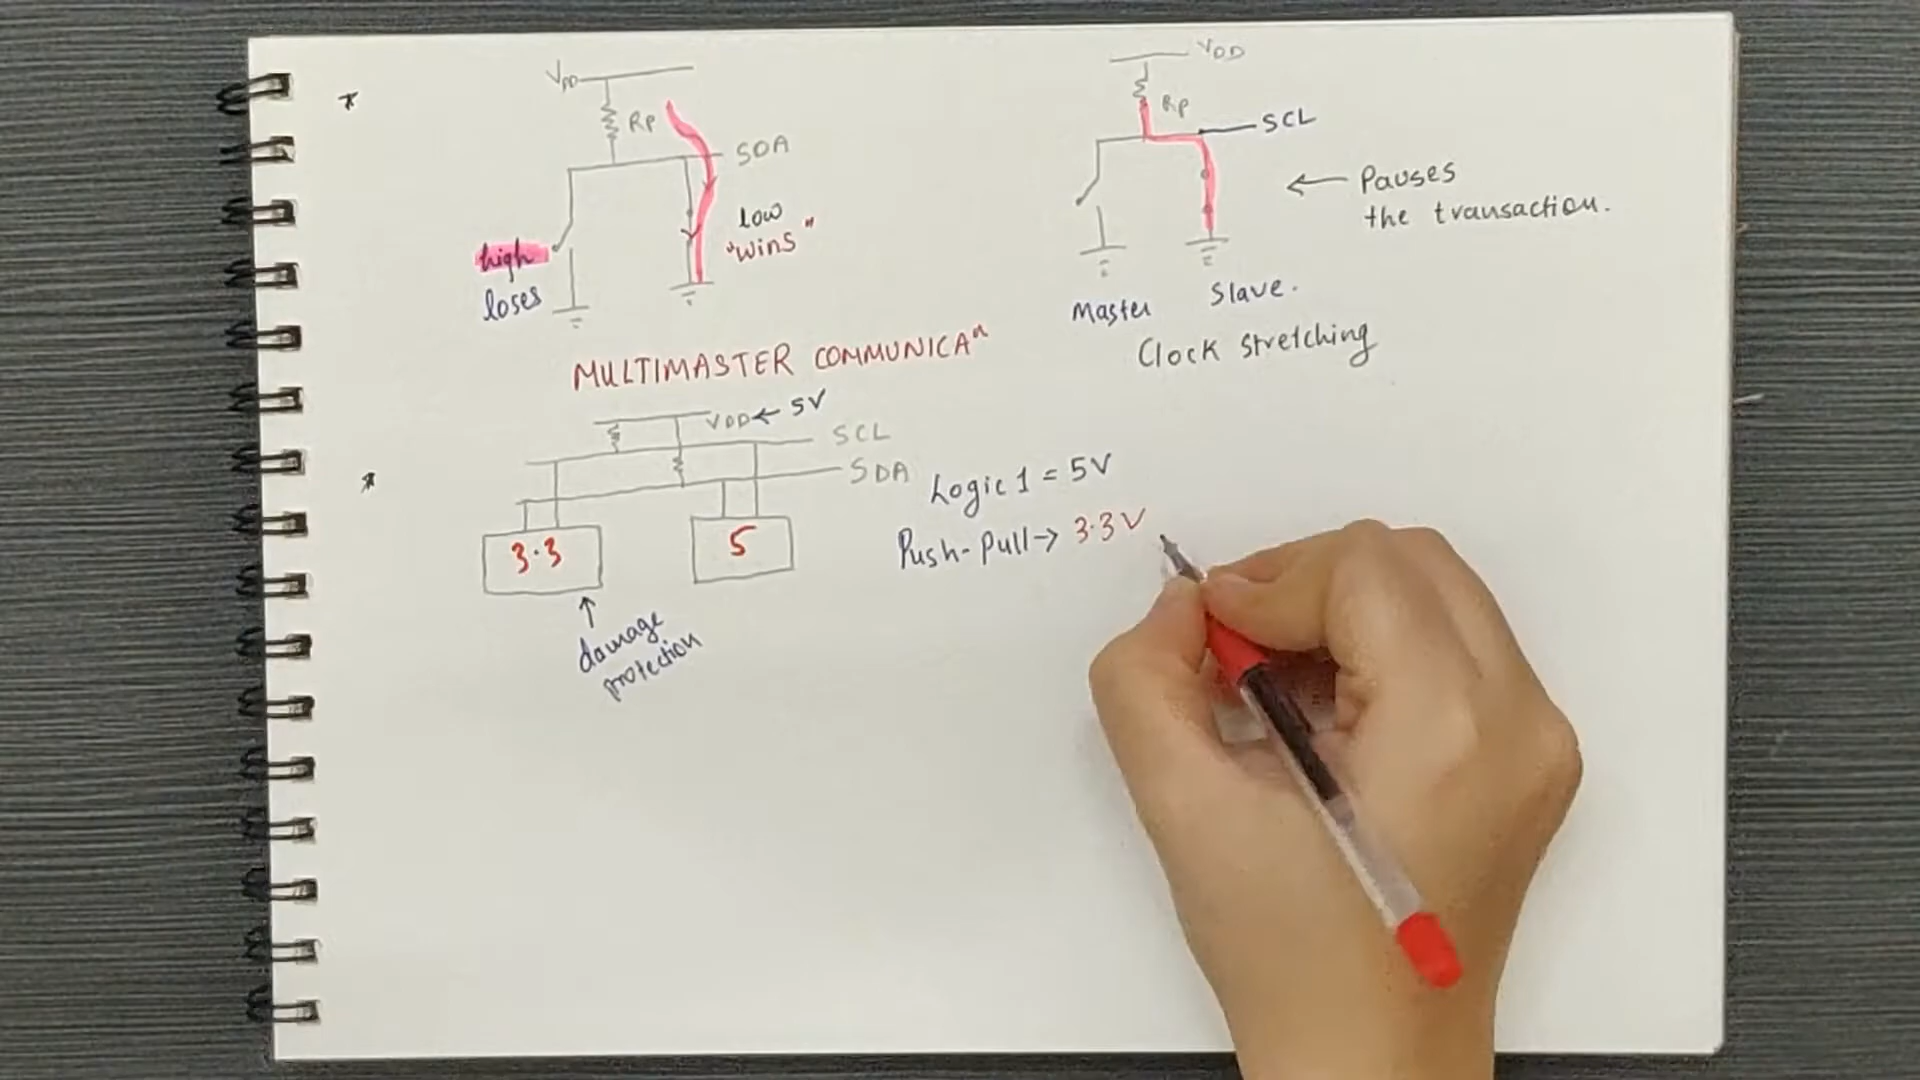 VDD
Rp
SDA
high
loses
low
"wins"
VDD
Rp
SCL
← Pauses
the transaction.
Master
Slave.
Clock Stretching
MULTIMASTER COMMUNICAⁿ
VDD ← 5V
SCL
SDA
3.3
5
↑
damage
protection
Logic 1 = 5V
Push-Pull → 3.3V